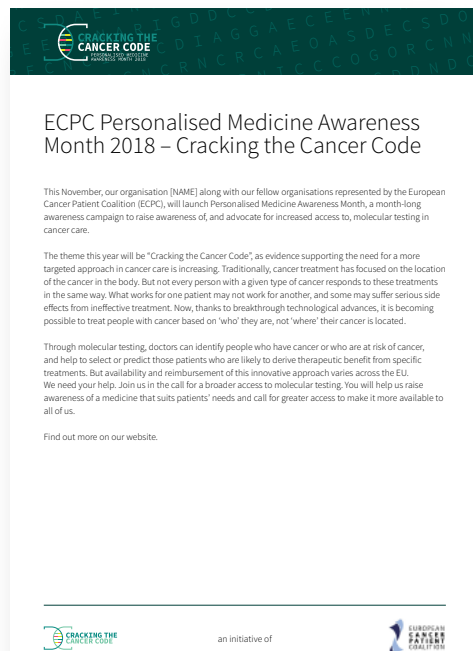 CRACKING THE
CANCER CODE
PERSONALISED MEDICINE
AWARENESS MONTH 2018
ECPC Personalised Medicine Awareness
Month 2018 – Cracking the Cancer Code
This November, our organisation [NAME] along with our fellow organisations represented by the European
Cancer Patient Coalition (ECPC), will launch Personalised Medicine Awareness Month, a month-long
awareness campaign to raise awareness of, and advocate for increased access to, molecular testing in
cancer care.
The theme this year will be “Cracking the Cancer Code”, as evidence supporting the need for a more
targeted approach in cancer care is increasing. Traditionally, cancer treatment has focused on the location
of the cancer in the body. But not every person with a given type of cancer responds to these treatments
in the same way. What works for one patient may not work for another, and some may suffer serious side
effects from ineffective treatment. Now, thanks to breakthrough technological advances, it is becoming
possible to treat people with cancer based on ‘who’ they are, not ‘where’ their cancer is located.
Through molecular testing, doctors can identify people who have cancer or who are at risk of cancer,
and help to select or predict those patients who are likely to derive therapeutic benefit from specific
treatments. But availability and reimbursement of this innovative approach varies across the EU.
We need your help. Join us in the call for a broader access to molecular testing. You will help us raise
awareness of a medicine that suits patients’ needs and call for greater access to make it more available to
all of us.
Find out more on our website.
CRACKING THE
CANCER CODE
an initiative of
EUROPEAN
CANCER
PATIENT
COALITION